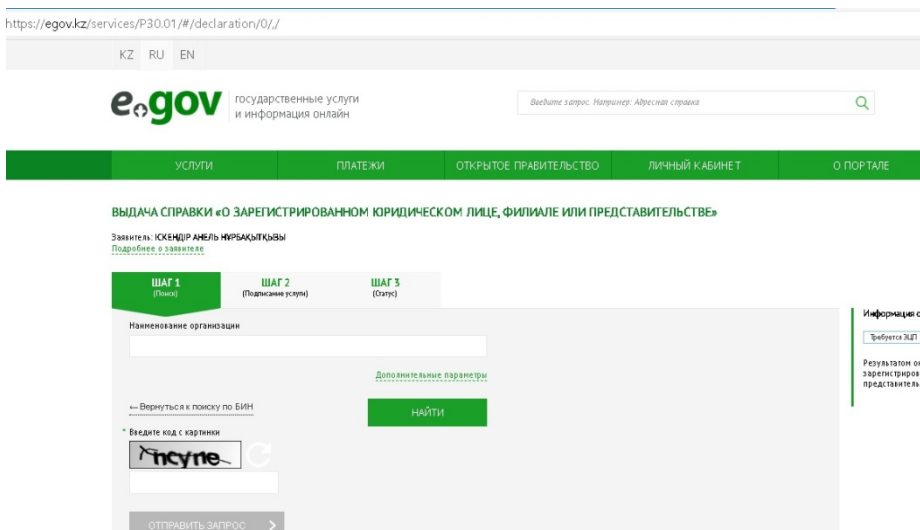 https://egov.kz/services/P30.01/#/declaration/0/,/
KZ RU EN
e.gov государственные услуги
и информация онлайн
Введите запрос. Например: Адресная справка
УСЛУГИ ПЛАТЕЖИ ОТКРЫТОЕ ПРАВИТЕЛЬСТВО ЛИЧНЫЙ КАБИНЕТ О ПОРТАЛЕ
ВЫДАЧА СПРАВКИ «О ЗАРЕГИСТРИРОВАННОМ ЮРИДИЧЕСКОМ ЛИЦЕ, ФИЛИАЛЕ ИЛИ ПРЕДСТАВИТЕЛЬСТВЕ»
Заявитель: ІСКЕНДІР АНЕЛЬ НҰРБАҚЫТҚЫЗЫ
Подробнее о заявителе
ШАГ 1 ШАГ 2 ШАГ 3
(Поиск) (Подписание услуги) (Статус)
Наименование организации
Дополнительные параметры
← Вернуться к поиску по БИН НАЙТИ
* Введите код с картинки
ОТПРАВИТЬ ЗАПРОС
Информация о
Требуется ЭЦП
Результатом ок
зарегистриров
представитель